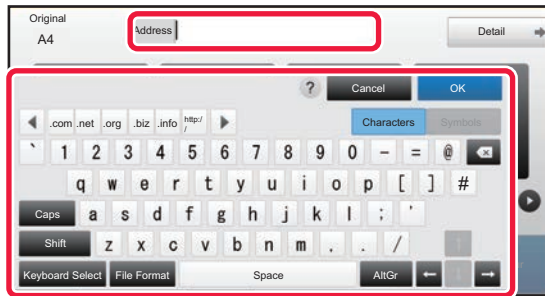 Original
A4
Address
Detail
?
Cancel
OK
.com .net .org .biz .info http://
Characters
Symbols
` 1 2 3 4 5 6 7 8 9 0 - = @
q w e r t y u i o p [ ] #
Caps a s d f g h j k l ; '
Shift z x c v b n m . . /
Keyboard Select File Format Space AltGr